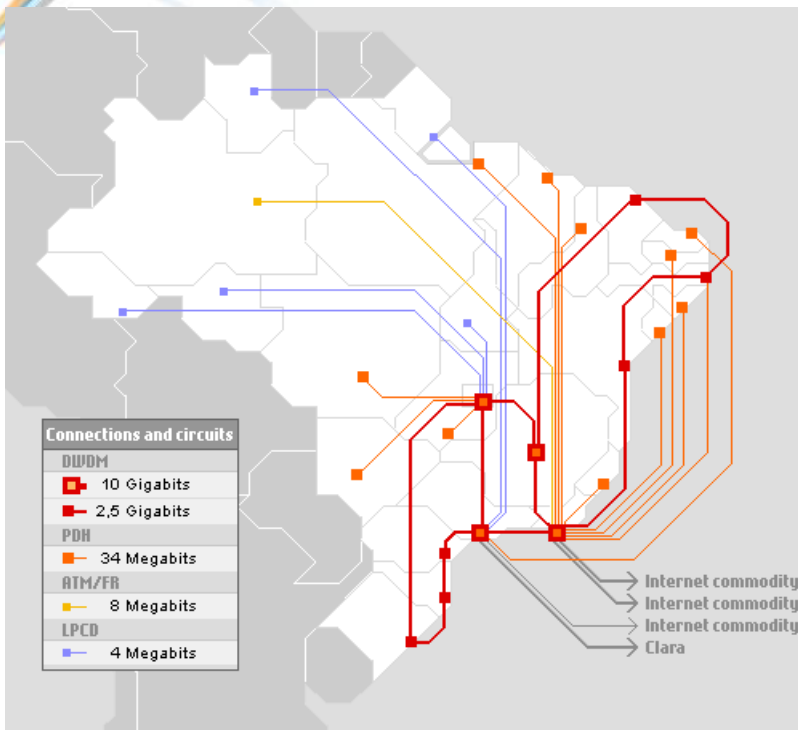 Connections and circuits
DWDM
10 Gigabits
2,5 Gigabits
PDH
34 Megabits
ATM/FR
8 Megabits
LPCD
4 Megabits
Internet commodity
Internet commodity
Internet commodity
Clara